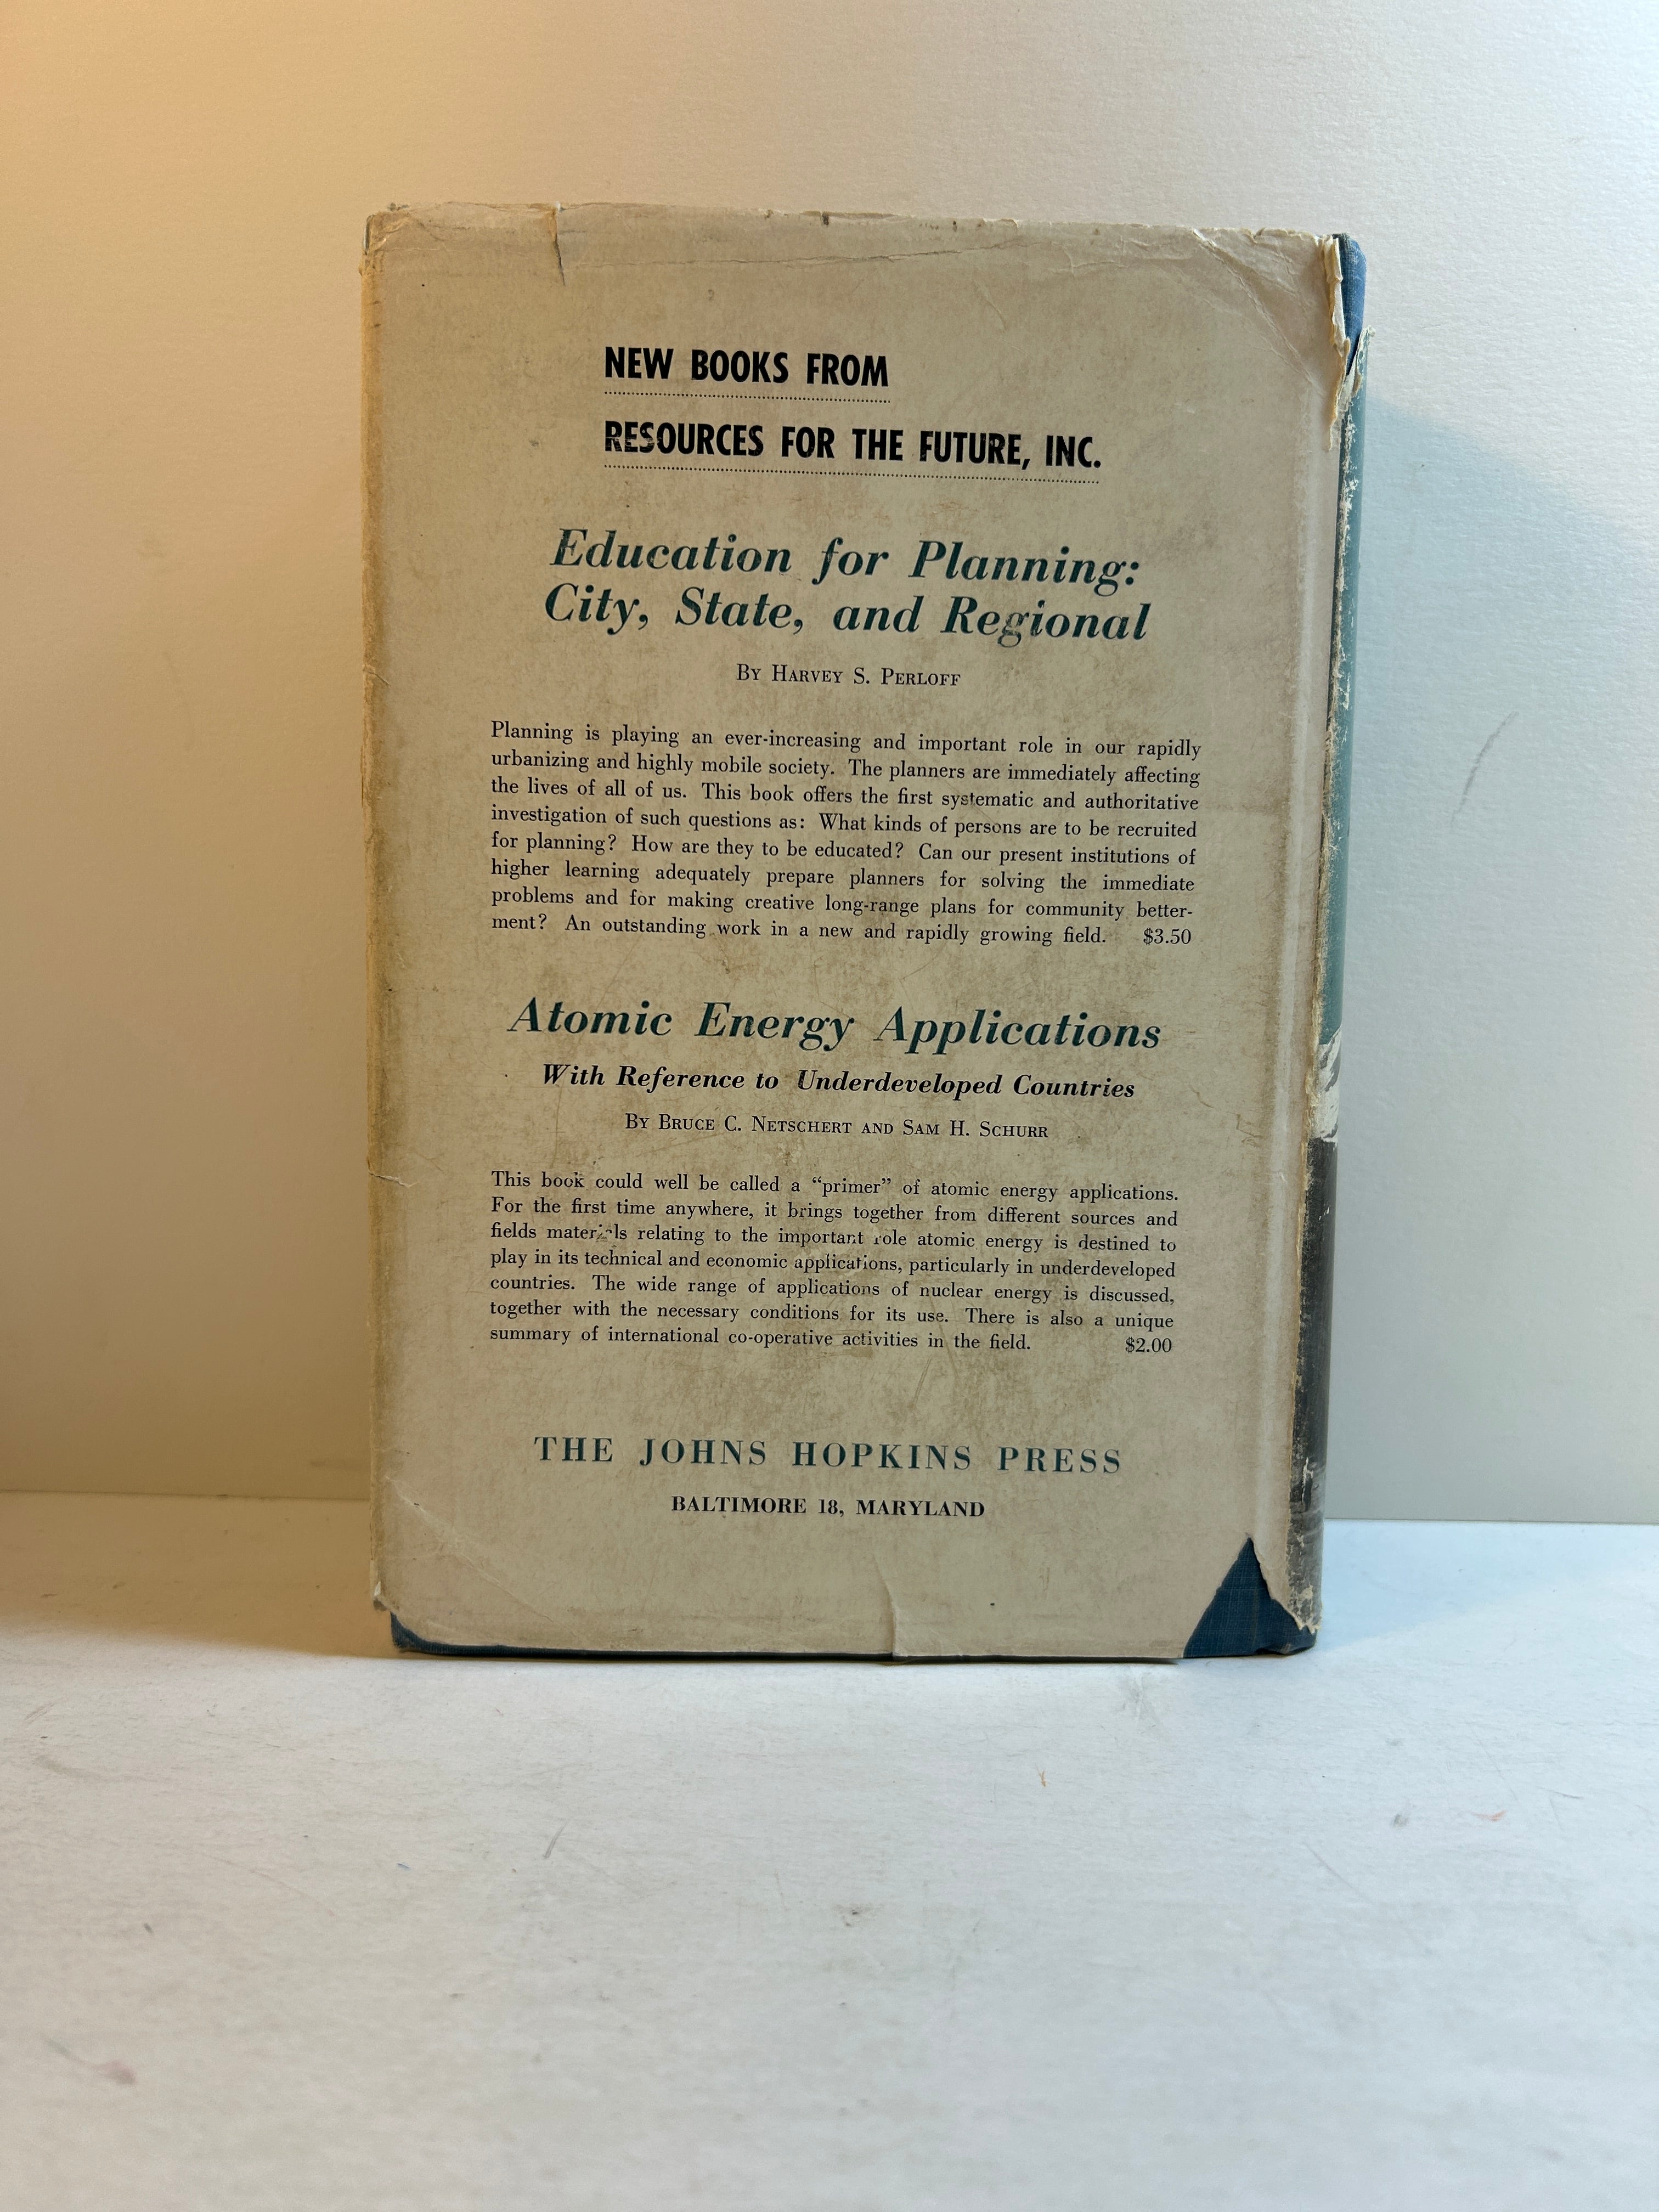 NEW BOOKS FROM
RESOURCES FOR THE FUTURE, INC.
Education for Planning:
City, State, and Regional
BY HARVEY S. PERLOFF
Planning is playing an ever-increasing and important role in our rapidly
urbanizing and highly mobile society. The planners are immediately affecting
the lives of all of us. This book offers the first systematic and authoritative
investigation of such questions as: What kinds of persons are to be recruited
for planning? How are they to be educated? Can our present institutions of
higher learning adequately prepare planners for solving the immediate
problems and for making creative long-range plans for community better-
ment? An outstanding work in a new and rapidly growing field. $3.50
Atomic Energy Applications
With Reference to Underdeveloped Countries
BY BRUCE C. NETSCHERT AND SAM H. SCHURR
This book could well be called a “primer” of atomic energy applications.
For the first time anywhere, it brings together from different sources and
fields materials relating to the important role atomic energy is destined to
play in its technical and economic applications, particularly in underdeveloped
countries. The wide range of applications of nuclear energy is discussed,
together with the necessary conditions for its use. There is also a unique
summary of international co-operative activities in the field. $2.00
THE JOHNS HOPKINS PRESS
BALTIMORE 18, MARYLAND